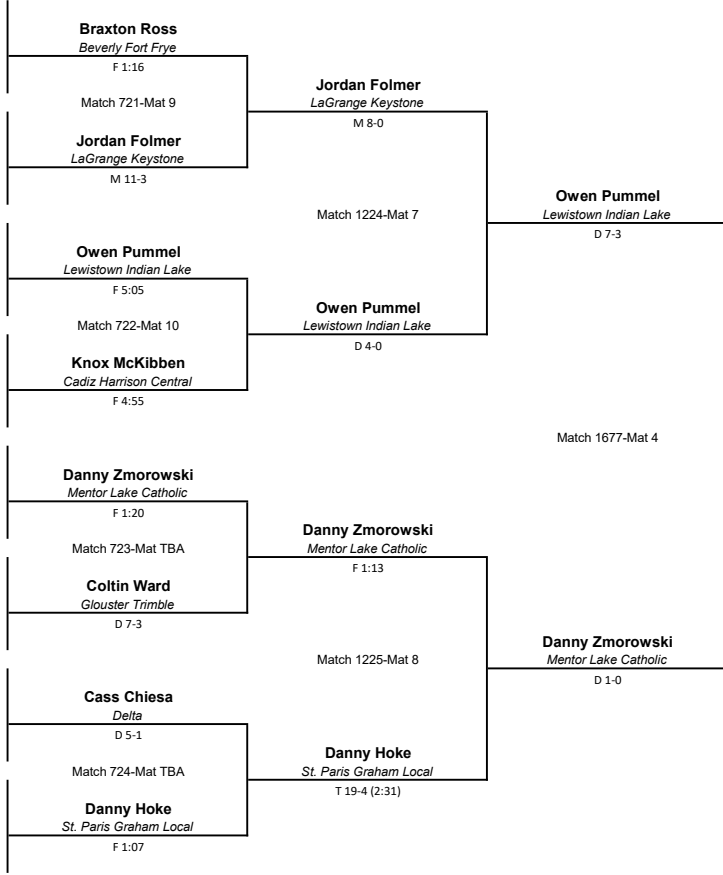 Braxton Ross
Beverly Fort Frye
F 1:16
Match 721-Mat 9
Jordan Folmer
LaGrange Keystone
M 11-3
Jordan Folmer
LaGrange Keystone
M 8-0
Match 1224-Mat 7
Owen Pummel
Lewistown Indian Lake
D 7-3
Owen Pummel
Lewistown Indian Lake
F 5:05
Match 722-Mat 10
Knox McKibben
Cadiz Harrison Central
F 4:55
Owen Pummel
Lewistown Indian Lake
D 4-0
Match 1677-Mat 4
Danny Zmorowski
Mentor Lake Catholic
F 1:20
Match 723-Mat TBA
Coltin Ward
Glouster Trimble
D 7-3
Danny Zmorowski
Mentor Lake Catholic
F 1:13
Match 1225-Mat 8
Danny Zmorowski
Mentor Lake Catholic
D 1-0
Cass Chiesa
Delta
D 5-1
Match 724-Mat TBA
Danny Hoke
St. Paris Graham Local
F 1:07
Danny Hoke
St. Paris Graham Local
T 19-4 (2:31)